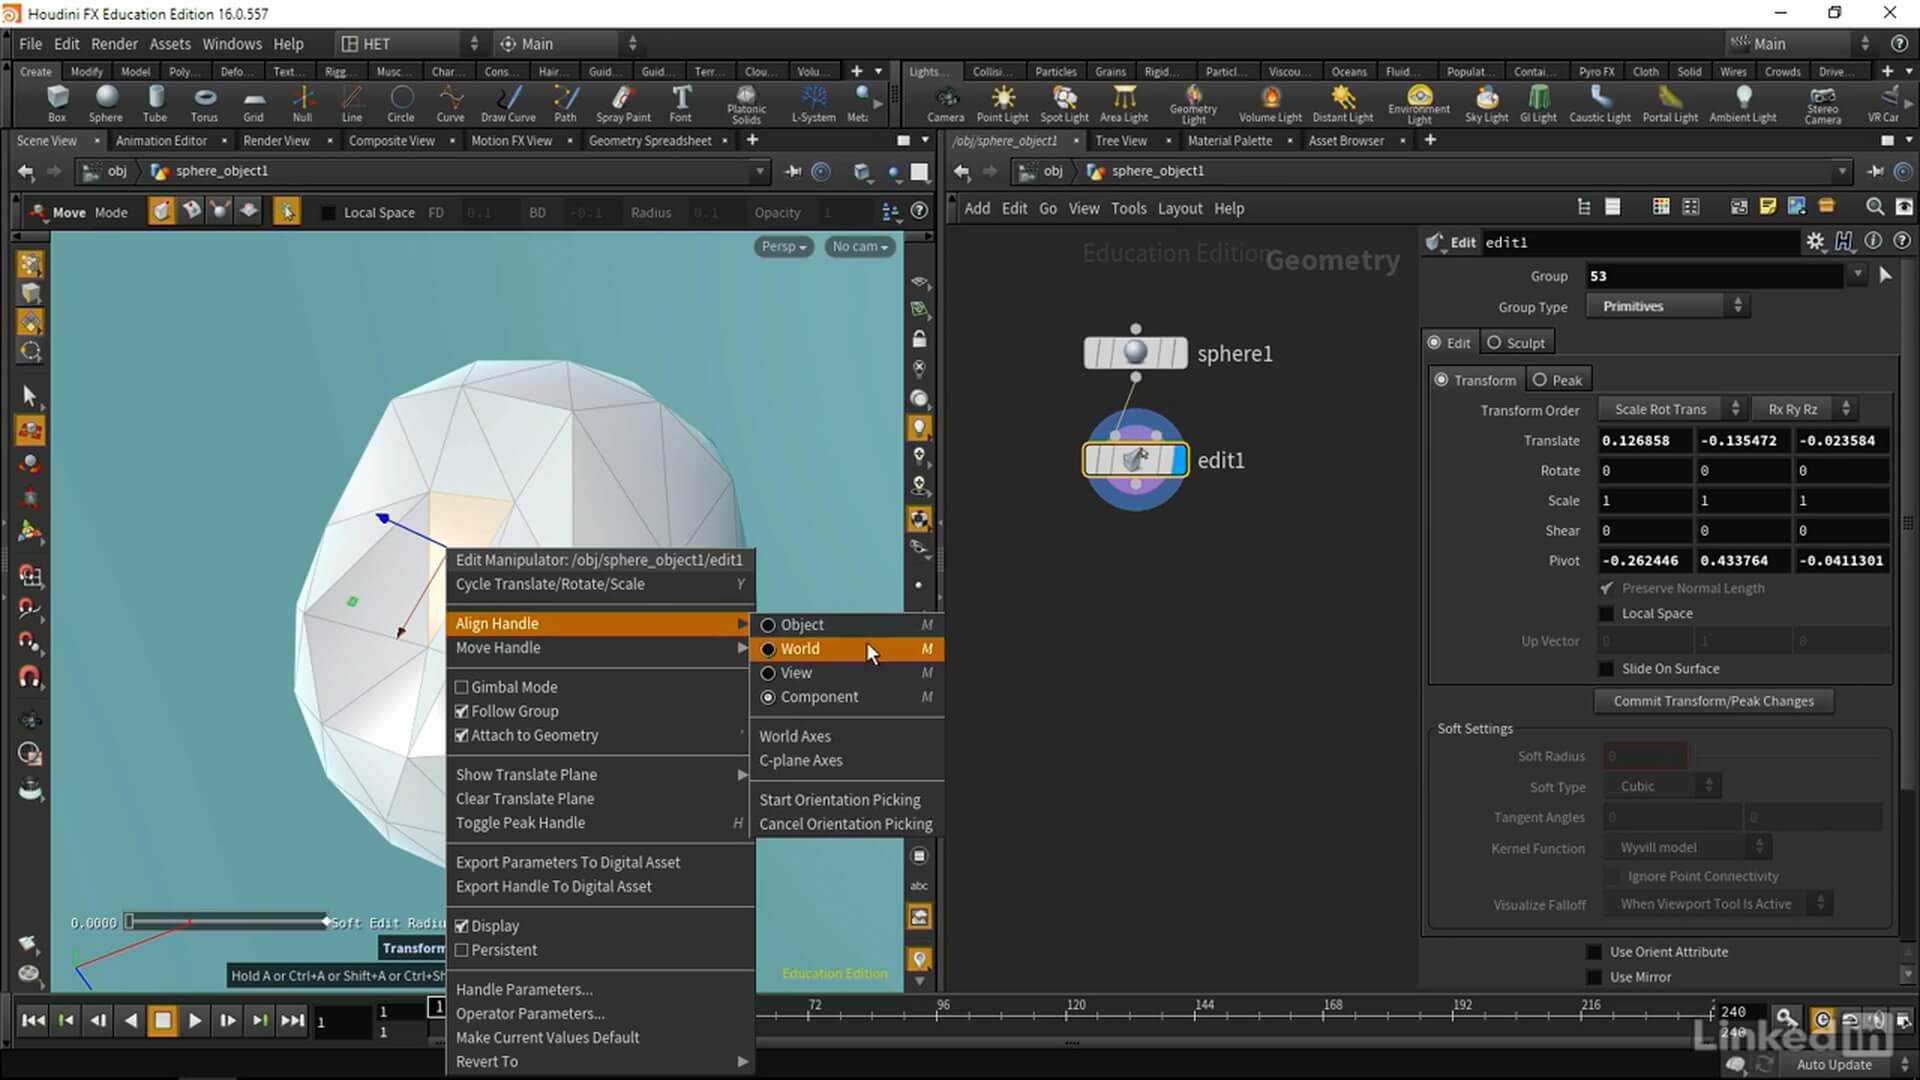 Houdini FX Education Edition 16.0.557
File Edit Render Assets Windows Help HET Main Main
Create Modify Model Poly... Defo... Text... Rigg... Musc... Char... Cons... Hair... Guid... Guid... Terr... Clou... Volu...
Lights... Collisi... Particles Grains Rigid... Particl... Viscou... Oceans Fluid... Populat... Contai... Pyro FX Cloth Solid Wires Crowds Drive...
Box Sphere Tube Torus Grid Null Line Circle Curve Draw Curve Path Spray Paint Font Platonic Solids L-System Met
Camera Point Light Spot Light Area Light Geometry Light Volume Light Distant Light Environment Light Sky Light GI Light Caustic Light Portal Light Ambient Light Stereo Camera VR Car
Scene View Animation Editor Render View Composite View Motion FX View Geometry Spreadsheet
/obj/sphere_object1 Tree View Material Palette Asset Browser
obj sphere_object1
obj sphere_object1
Move Mode Local Space FD 0.1 BD -0.1 Radius 0.1 Opacity 1
Add Edit Go View Tools Layout Help
Persp No cam
Education Edition Geometry
sphere1
edit1
Edit edit1
Group 53
Group Type Primitives
Edit Sculpt
Transform Peak
Transform Order Scale Rot Trans Rx Ry Rz
Translate 0.126858 -0.135472 -0.023584
Rotate 0 0 0
Scale 1 1 1
Shear 0 0 0
Pivot -0.262446 0.433764 -0.0411301
Preserve Normal Length
Local Space
Up Vector 0 1 0
Slide On Surface
Commit Transform/Peak Changes
Soft Settings
Soft Radius 0
Soft Type Cubic
Tangent Angles 0 0
Kernel Function Wyvill model
Ignore Point Connectivity
Visualize Falloff When Viewport Tool Is Active
Use Orient Attribute
Use Mirror
Edit Manipulator: /obj/sphere_object1/edit1
Cycle Translate/Rotate/Scale Y
Align Handle
Move Handle
Gimbal Mode
Follow Group
Attach to Geometry '
Show Translate Plane
Clear Translate Plane
Toggle Peak Handle H
Export Parameters To Digital Asset
Export Handle To Digital Asset
Display
Persistent
Handle Parameters...
Operator Parameters...
Make Current Values Default
Revert To
Object M
World M
View M
Component M
World Axes
C-plane Axes
Start Orientation Picking
Cancel Orientation Picking
abc
0.0000 Soft Edit Radiu
Transform
Hold A or Ctrl+A or Shift+A or Ctrl+Sh
Education Edition
1 1 1 1 72 96 120 144 168 192 216 240
240
LinkedIn
Auto Update